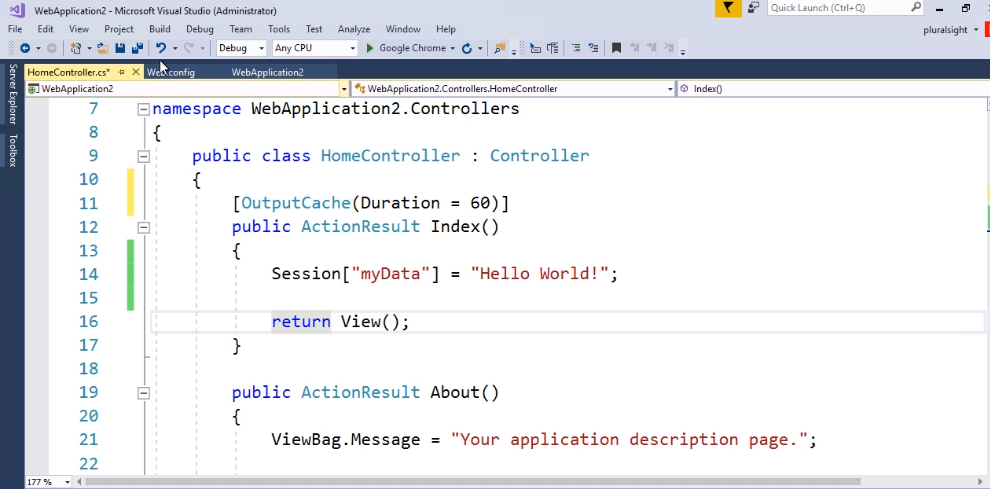 WebApplication2 - Microsoft Visual Studio (Administrator)
Quick Launch (Ctrl+Q)
File Edit View Project Build Debug Team Tools Test Analyze Window Help
pluralsight
Debug Any CPU Google Chrome
HomeController.cs* Web.config WebApplication2
WebApplication2 WebApplication2.Controllers.HomeController Index()
Server Explorer
Toolbox
7 namespace WebApplication2.Controllers
8 {
9 public class HomeController : Controller
10 {
11 [OutputCache(Duration = 60)]
12 public ActionResult Index()
13 {
14 Session["myData"] = "Hello World!";
15
16 return View();
17 }
18
19 public ActionResult About()
20 {
21 ViewBag.Message = "Your application description page.";
22
177 %